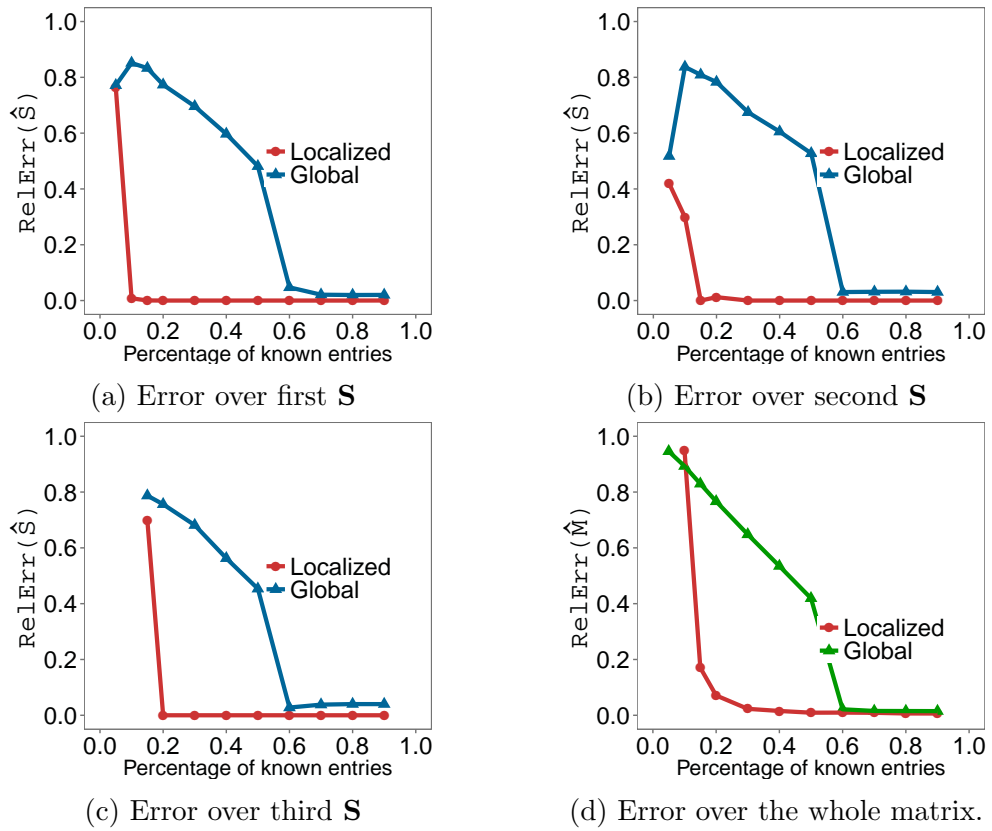 1.0
0.8
0.6
0.4
0.2
0.0
RelErr(Ŝ)
Localized
Global
0.0 0.2 0.4 0.6 0.8 1.0
Percentage of known entries
(a) Error over first S
1.0
0.8
0.6
0.4
0.2
0.0
RelErr(Ŝ)
Localized
Global
0.0 0.2 0.4 0.6 0.8 1.0
Percentage of known entries
(b) Error over second S
1.0
0.8
0.6
0.4
0.2
0.0
RelErr(Ŝ)
Localized
Global
0.0 0.2 0.4 0.6 0.8 1.0
Percentage of known entries
(c) Error over third S
1.0
0.8
0.6
0.4
0.2
0.0
RelErr(M̂)
Localized
Global
0.0 0.2 0.4 0.6 0.8 1.0
Percentage of known entries
(d) Error over the whole matrix.